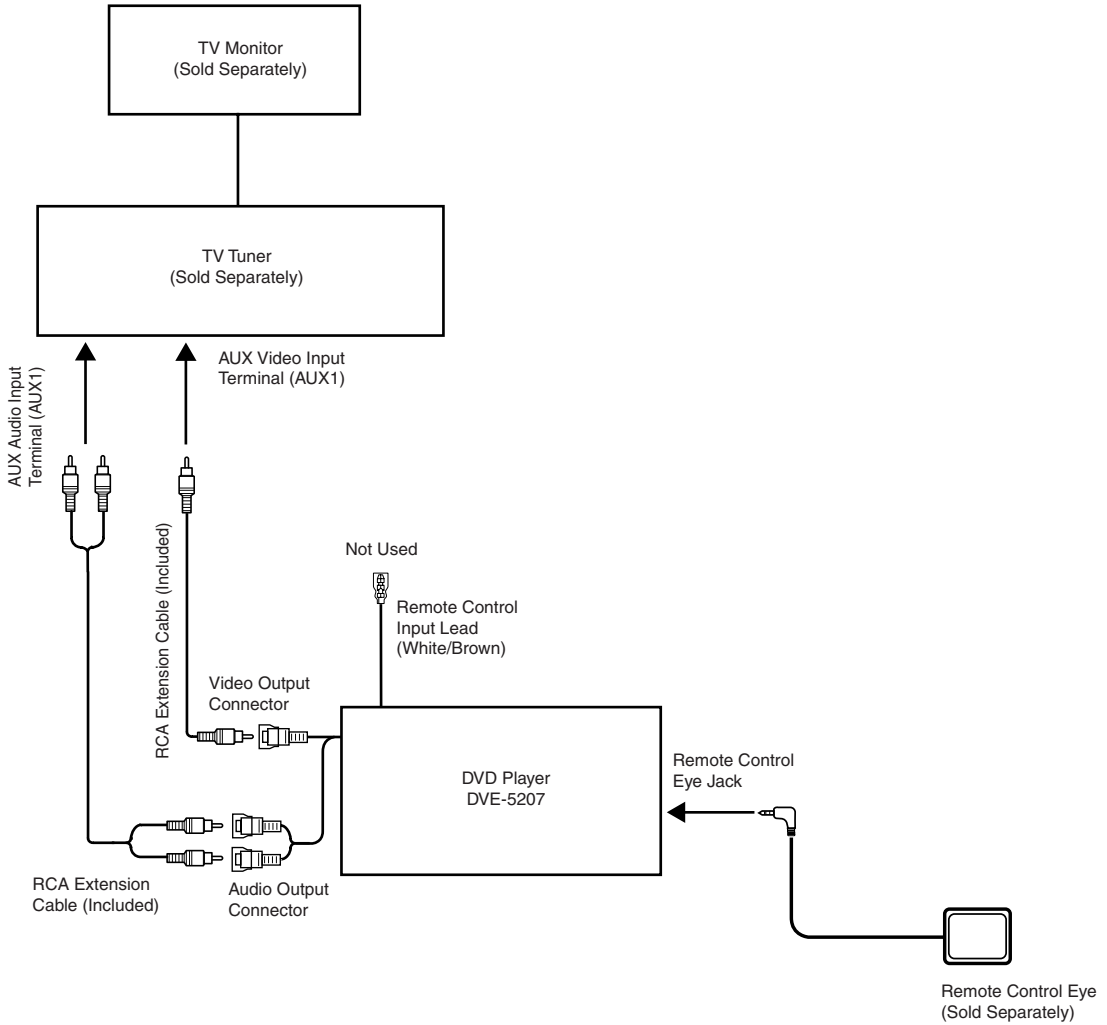 TV Monitor
(Sold Separately)
TV Tuner
(Sold Separately)
AUX Audio Input
Terminal (AUX1)
AUX Video Input
Terminal (AUX1)
RCA Extension Cable (Included)
Not Used
Remote Control
Input Lead
(White/Brown)
Video Output
Connector
DVD Player
DVE-5207
Remote Control
Eye Jack
RCA Extension
Cable (Included)
Audio Output
Connector
Remote Control Eye
(Sold Separately)